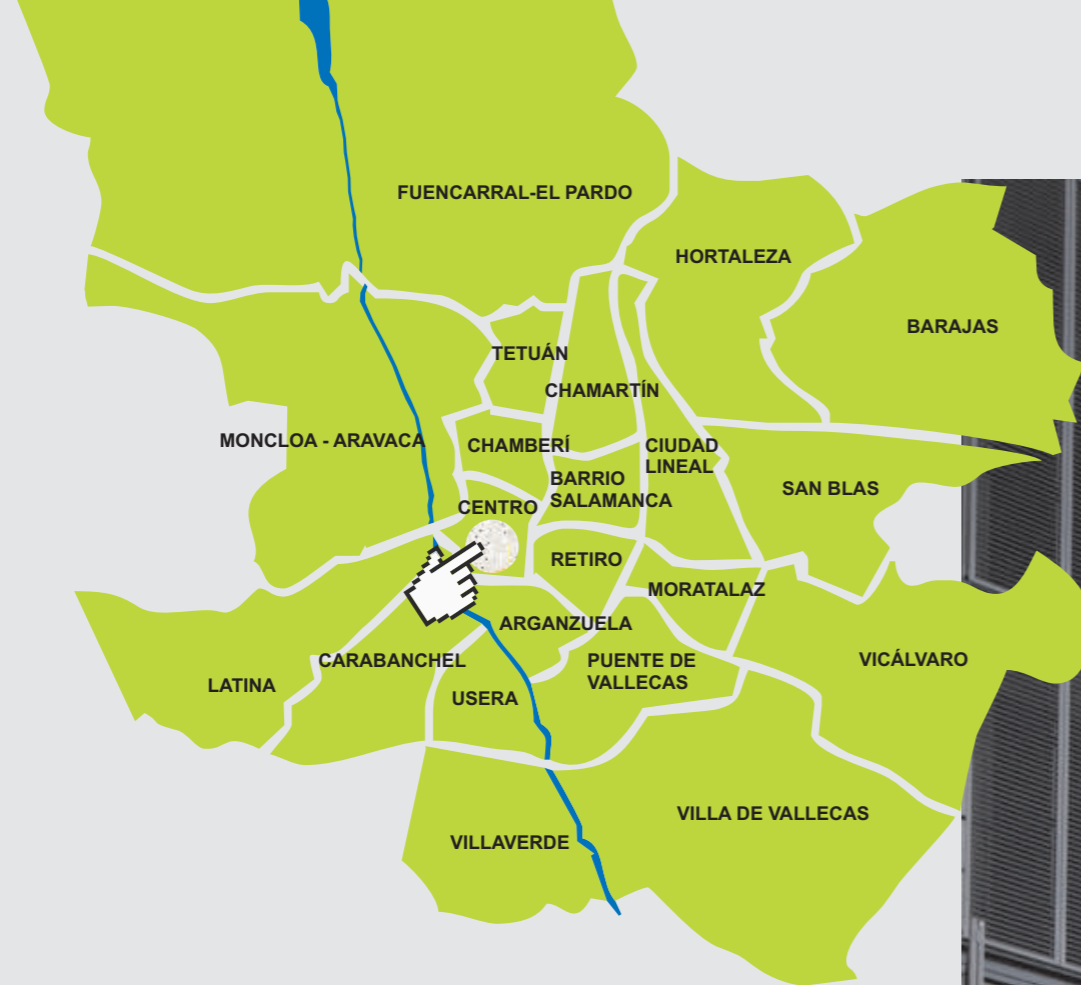 FUENCARRAL-EL PARDO
HORTALEZA
BARAJAS
TETUÁN
CHAMARTÍN
MONCLOA - ARAVACA
CHAMBERÍ
CIUDAD
LINEAL
BARRIO
SALAMANCA
SAN BLAS
CENTRO
RETIRO
MORATALAZ
ARGANZUELA
CARABANCHEL
PUENTE DE
VALLECAS
VICÁLVARO
LATINA
USERA
VILLA DE VALLECAS
VILLAVERDE